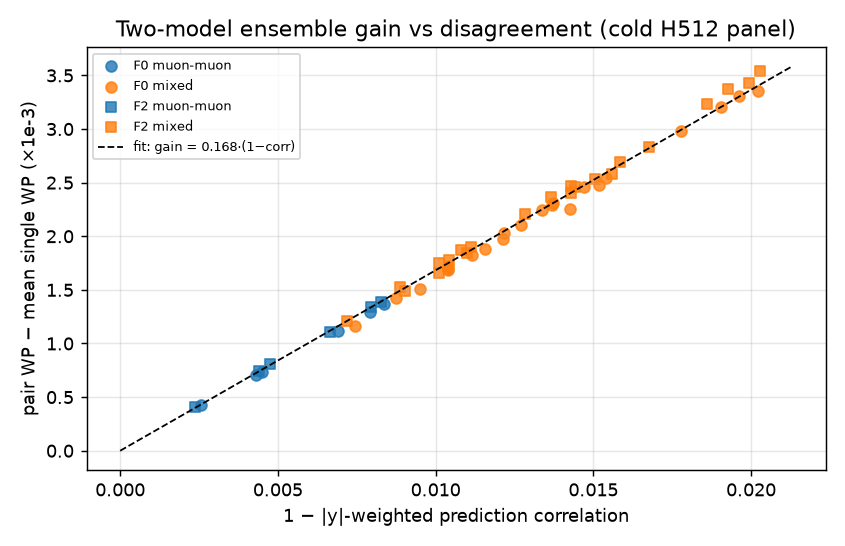 Two-model ensemble gain vs disagreement (cold H512 panel)
F0 muon-muon
F0 mixed
F2 muon-muon
F2 mixed
fit: gain = 0.168·(1−corr)
pair WP − mean single WP (×1e-3)
3.5
3.0
2.5
2.0
1.5
1.0
0.5
0.0
0.000 0.005 0.010 0.015 0.020
1 − |y|-weighted prediction correlation